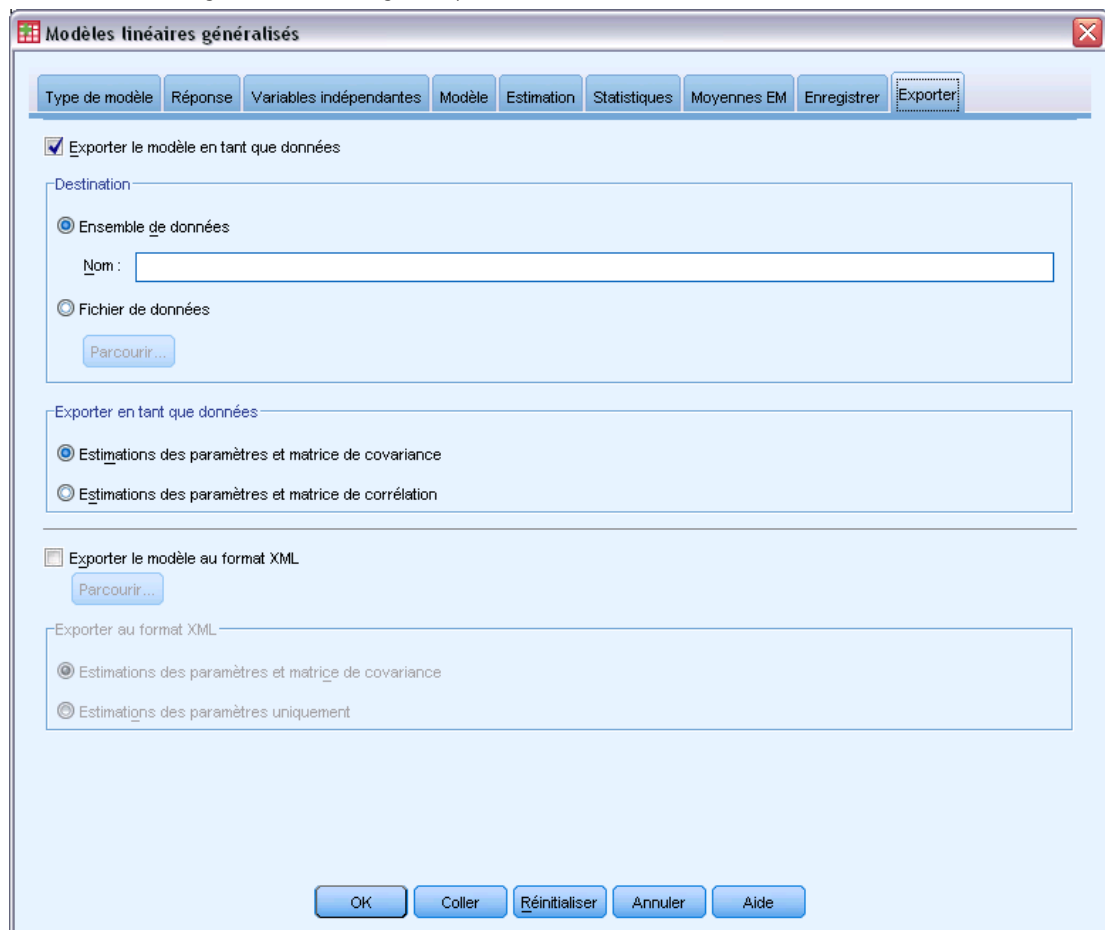 Modèles linéaires généralisés
Type de modèle Réponse Variables indépendantes Modèle Estimation Statistiques Moyennes EM Enregistrer Exporter
Exporter le modèle en tant que données
Destination
Ensemble de données
Nom :
Fichier de données
Parcourir...
Exporter en tant que données
Estimations des paramètres et matrice de covariance
Estimations des paramètres et matrice de corrélation
Exporter le modèle au format XML
Parcourir...
Exporter au format XML
Estimations des paramètres et matrice de covariance
Estimations des paramètres uniquement
OK Coller Réinitialiser Annuler Aide